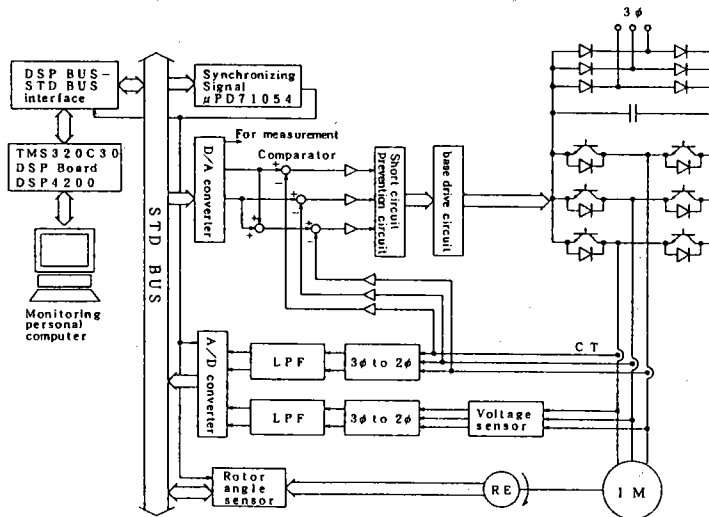 3 ϕ
DSP BUS-
STD BUS
interface
Synchronizing
Signal
μPD71054
TMS320C30
DSP Board
DSP4200
Monitoring
personal
computer
STD BUS
D/A converter
For measurement
Comparator
+
-
+
-
+
-
+
+
Short circuit
prevention circuit
base drive
circuit
CT
A/D converter
LPF
3ϕ to 2ϕ
LPF
3ϕ to 2ϕ
Voltage
sensor
Rotor
angle
sensor
RE
IM